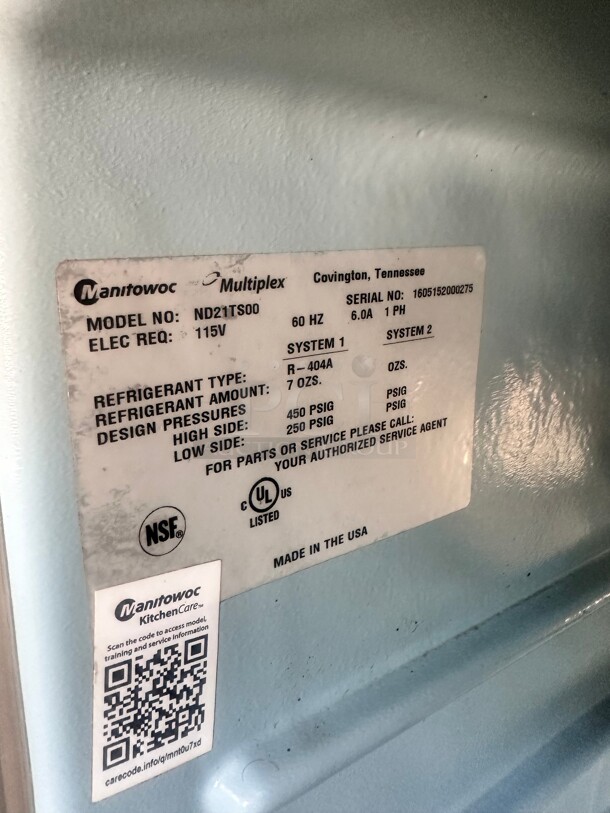 Manitowoc Multiplex Covington, Tennessee
MODEL NO: ND21TS00 SERIAL NO: 1605152000275
ELEC REQ: 115V 60 HZ 6.0A 1 PH
SYSTEM 1 SYSTEM 2
REFRIGERANT TYPE: R-404A
REFRIGERANT AMOUNT: 7 OZS. OZS.
DESIGN PRESSURES
HIGH SIDE: 450 PSIG PSIG
LOW SIDE: 250 PSIG PSIG
FOR PARTS OR SERVICE PLEASE CALL:
YOUR AUTHORIZED SERVICE AGENT
NSF®
C UL US
LISTED
MADE IN THE USA
Manitowoc
KitchenCare™
Scan the code to access model,
training and service information
carecode.info/q/mnt0u7xd